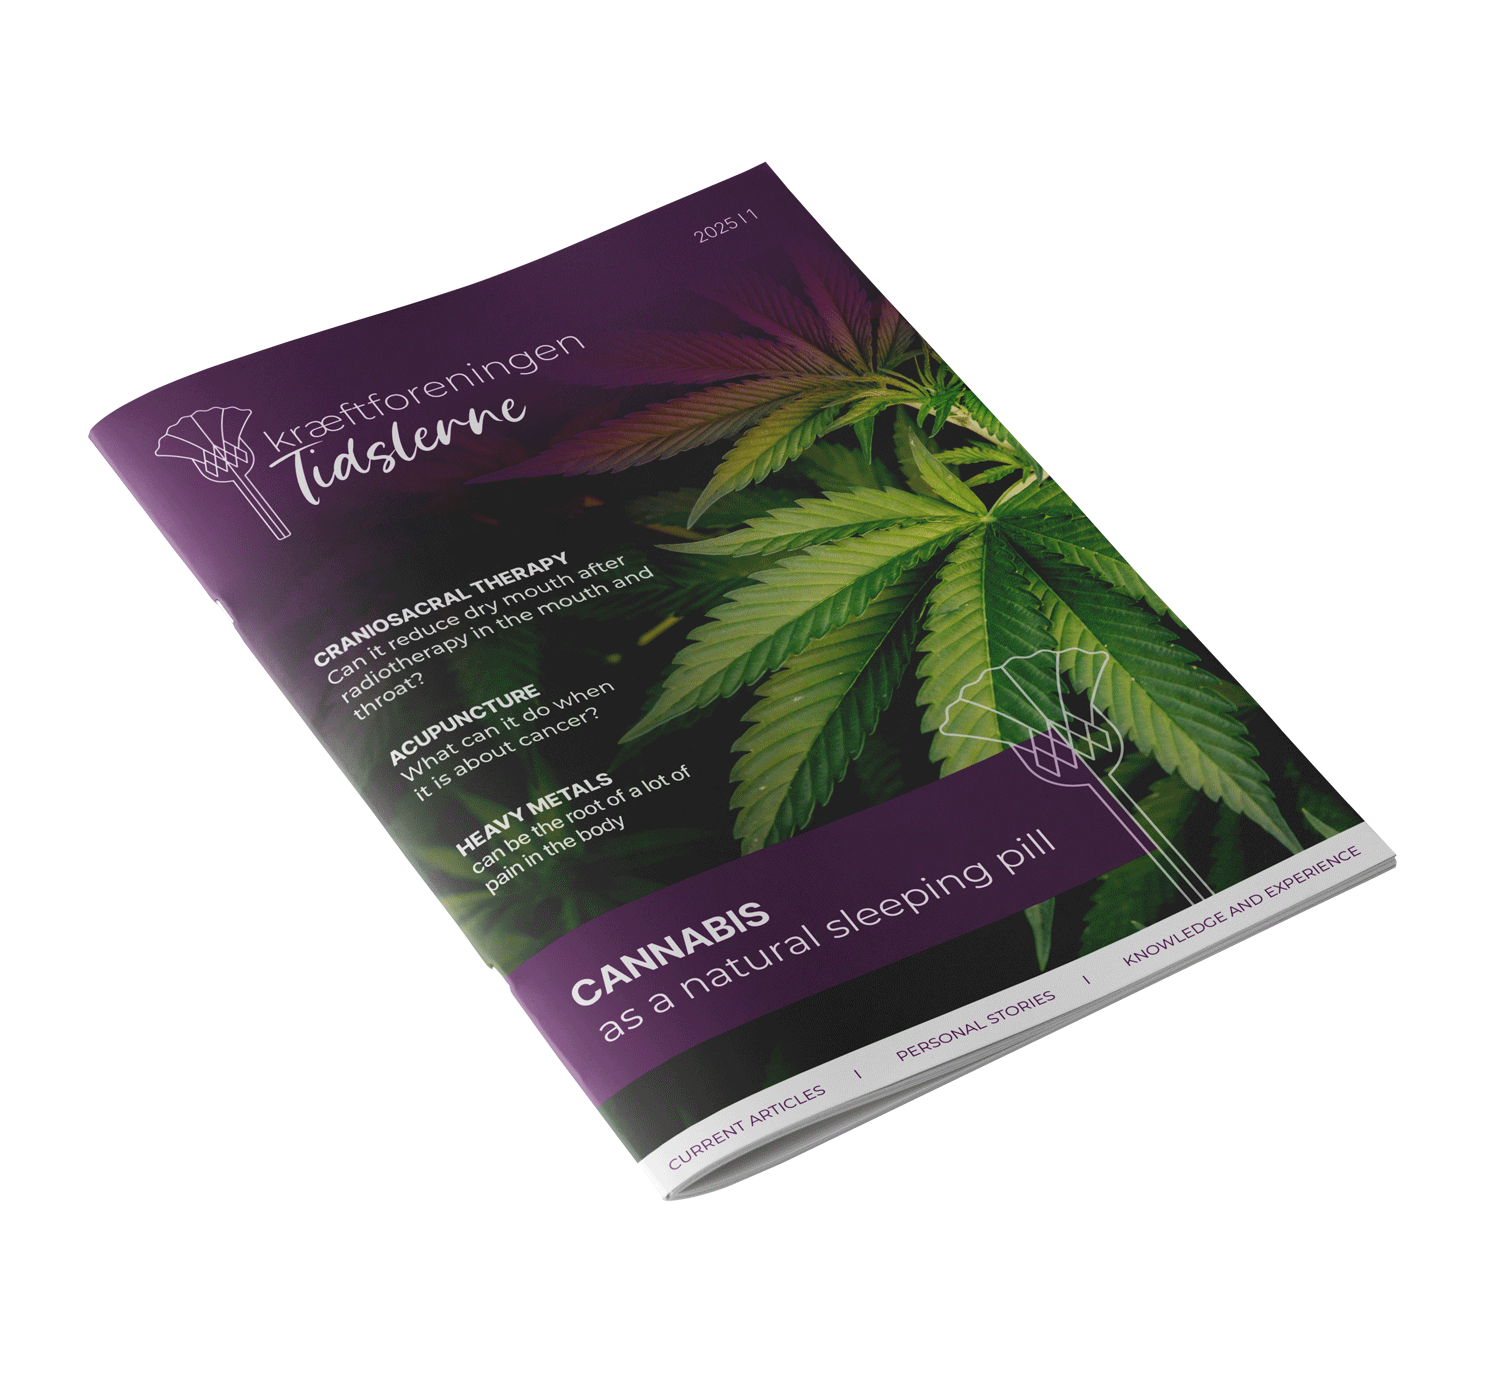 2025 I 1
kræftforeningen
Tidslerne
CRANIOSACRAL THERAPY
Can it reduce dry mouth after
radiotherapy in the mouth and
throat?
ACUPUNCTURE
What can it do when
it is about cancer?
HEAVY METALS
can be the root of a lot of
pain in the body
CANNABIS
as a natural sleeping pill
CURRENT ARTICLES I PERSONAL STORIES I KNOWLEDGE AND EXPERIENCE